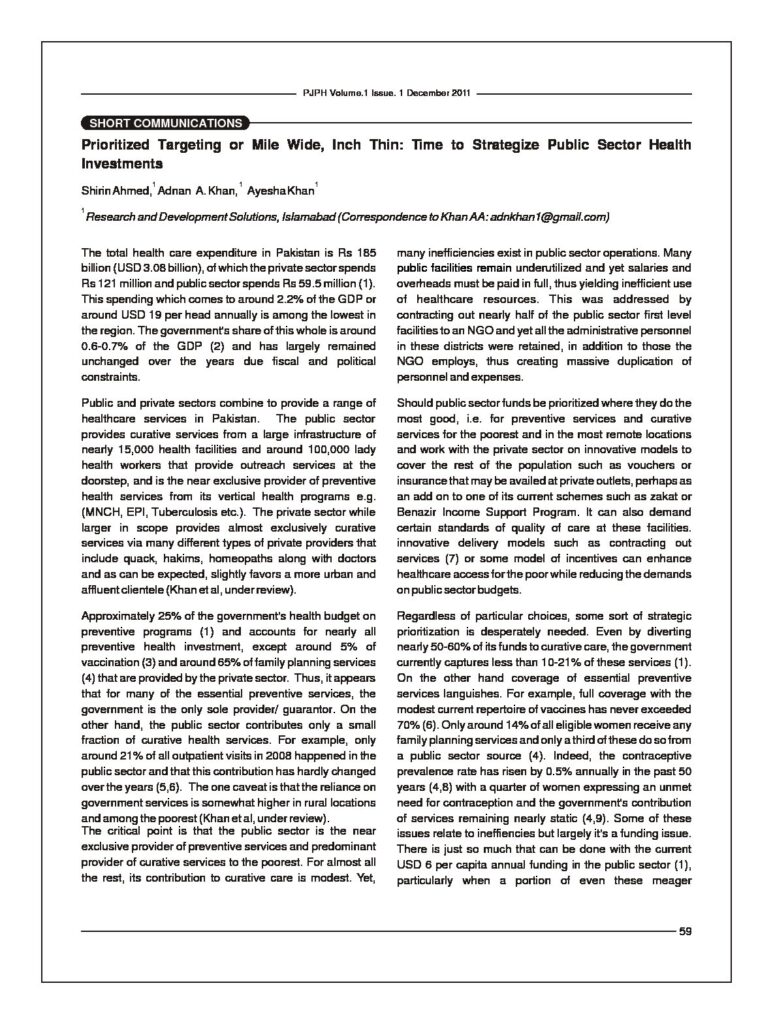 PJPH Volume.1 Issue. 1 December 2011
SHORT COMMUNICATIONS
Prioritized Targeting or Mile Wide, Inch Thin: Time to Strategize Public Sector Health
Investments
Shirin Ahmed,1 Adnan A. Khan,1 Ayesha Khan1
1 Research and Development Solutions, Islamabad (Correspondence to Khan AA: adnkhan1@gmail.com)
The total health care expenditure in Pakistan is Rs 185
billion (USD 3.08 billion), of which the private sector spends
Rs 121 million and public sector spends Rs 59.5 million (1).
This spending which comes to around 2.2% of the GDP or
around USD 19 per head annually is among the lowest in
the region. The government's share of this whole is around
0.6-0.7% of the GDP (2) and has largely remained
unchanged over the years due fiscal and political
constraints.
Public and private sectors combine to provide a range of
healthcare services in Pakistan. The public sector
provides curative services from a large infrastructure of
nearly 15,000 health facilities and around 100,000 lady
health workers that provide outreach services at the
doorstep, and is the near exclusive provider of preventive
health services from its vertical health programs e.g.
(MNCH, EPI, Tuberculosis etc.). The private sector while
larger in scope provides almost exclusively curative
services via many different types of private providers that
include quack, hakims, homeopaths along with doctors
and as can be expected, slightly favors a more urban and
affluent clientele (Khan et al, under review).
Approximately 25% of the government's health budget on
preventive programs (1) and accounts for nearly all
preventive health investment, except around 5% of
vaccination (3) and around 65% of family planning services
(4) that are provided by the private sector. Thus, it appears
that for many of the essential preventive services, the
government is the only sole provider/ guarantor. On the
other hand, the public sector contributes only a small
fraction of curative health services. For example, only
around 21% of all outpatient visits in 2008 happened in the
public sector and that this contribution has hardly changed
over the years (5,6). The one caveat is that the reliance on
government services is somewhat higher in rural locations
and among the poorest (Khan et al, under review).
The critical point is that the public sector is the near
exclusive provider of preventive services and predominant
provider of curative services to the poorest. For almost all
the rest, its contribution to curative care is modest. Yet,
many inefficiencies exist in public sector operations. Many
public facilities remain underutilized and yet salaries and
overheads must be paid in full, thus yielding inefficient use
of healthcare resources. This was addressed by
contracting out nearly half of the public sector first level
facilities to an NGO and yet all the administrative personnel
in these districts were retained, in addition to those the
NGO employs, thus creating massive duplication of
personnel and expenses.
Should public sector funds be prioritized where they do the
most good, i.e. for preventive services and curative
services for the poorest and in the most remote locations
and work with the private sector on innovative models to
cover the rest of the population such as vouchers or
insurance that may be availed at private outlets, perhaps as
an add on to one of its current schemes such as zakat or
Benazir Income Support Program. It can also demand
certain standards of quality of care at these facilities.
innovative delivery models such as contracting out
services (7) or some model of incentives can enhance
healthcare access for the poor while reducing the demands
on public sector budgets.
Regardless of particular choices, some sort of strategic
prioritization is desperately needed. Even by diverting
nearly 50-60% of its funds to curative care, the government
currently captures less than 10-21% of these services (1).
On the other hand coverage of essential preventive
services languishes. For example, full coverage with the
modest current repertoire of vaccines has never exceeded
70% (6). Only around 14% of all eligible women receive any
family planning services and only a third of these do so from
a public sector source (4). Indeed, the contraceptive
prevalence rate has risen by 0.5% annually in the past 50
years (4,8) with a quarter of women expressing an unmet
need for contraception and the government's contribution
of services remaining nearly static (4,9). Some of these
issues relate to ineffiencies but largely it's a funding issue.
There is just so much that can be done with the current
USD 6 per capita annual funding in the public sector (1),
particularly when a portion of even these meager
59